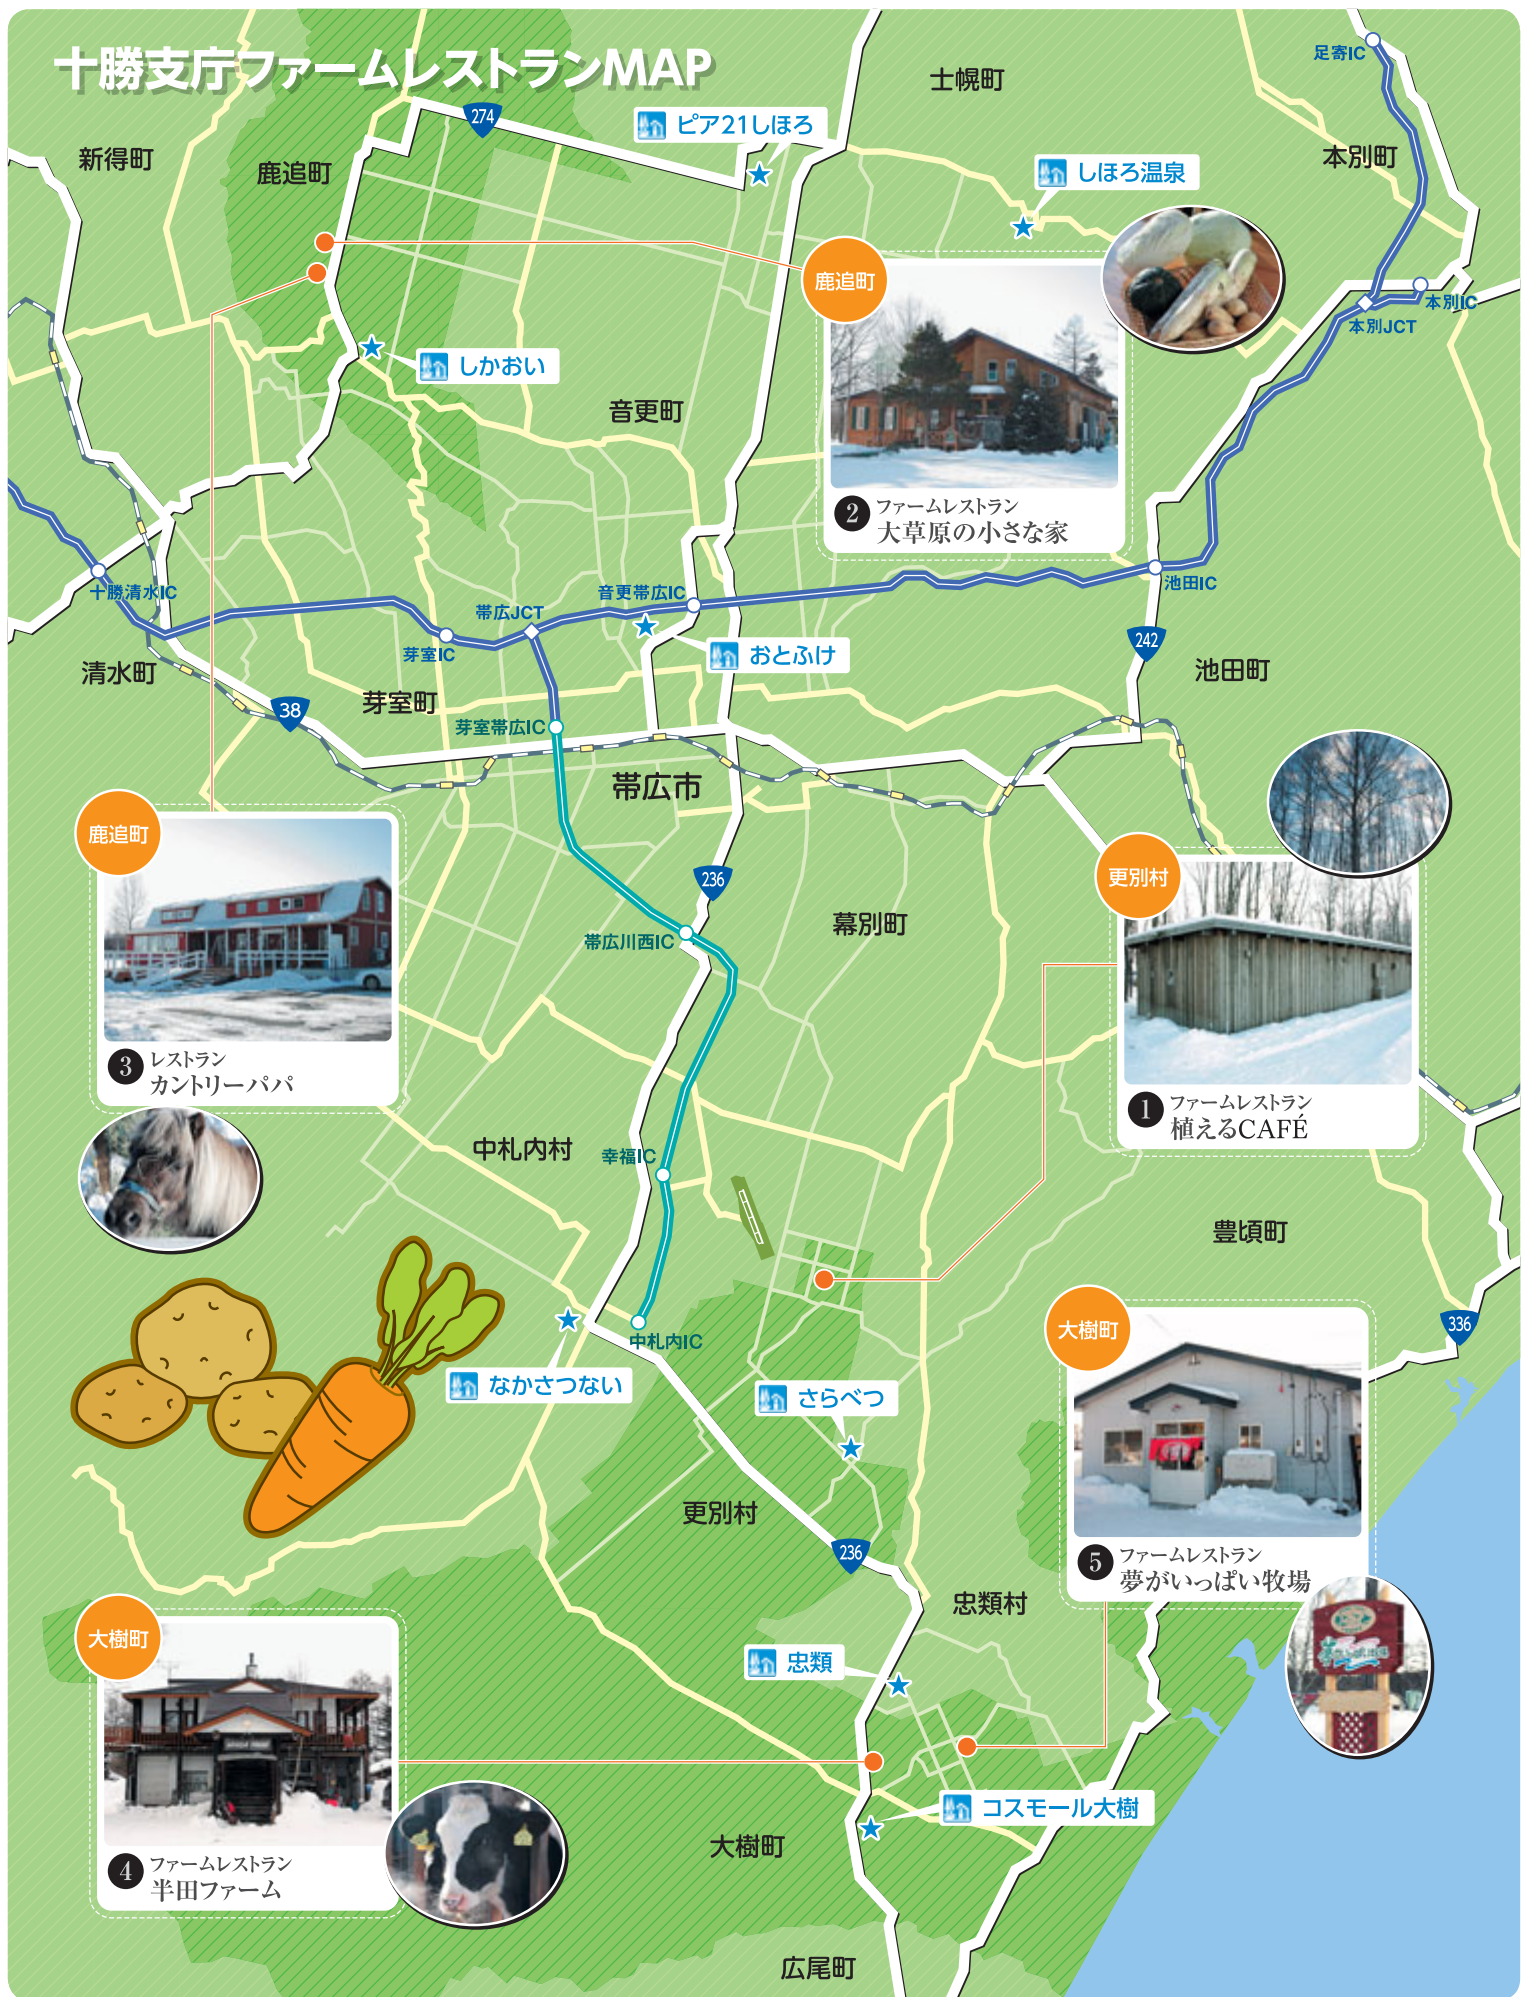 十勝支庁ファームレストランMAP
足寄IC
士幌町
274
ピア21しほろ
新得町
鹿追町
本別町
しほろ温泉
鹿追町
本別IC
本別JCT
しかおい
音更町
2 ファームレストラン
大草原の小さな家
十勝清水IC
音更帯広IC
池田IC
帯広JCT
芽室IC
おとふけ
242
清水町
池田町
芽室町
38
芽室帯広IC
帯広市
鹿追町
更別村
236
幕別町
帯広川西IC
3 レストラン
カントリーパパ
1 ファームレストラン
植えるCAFÉ
中札内村
幸福IC
豊頃町
大樹町
336
中札内IC
なかさつない
さらべつ
更別村
236
5 ファームレストラン
夢がいっぱい牧場
忠類村
大樹町
忠類
コスモール大樹
大樹町
4 ファームレストラン
半田ファーム
広尾町